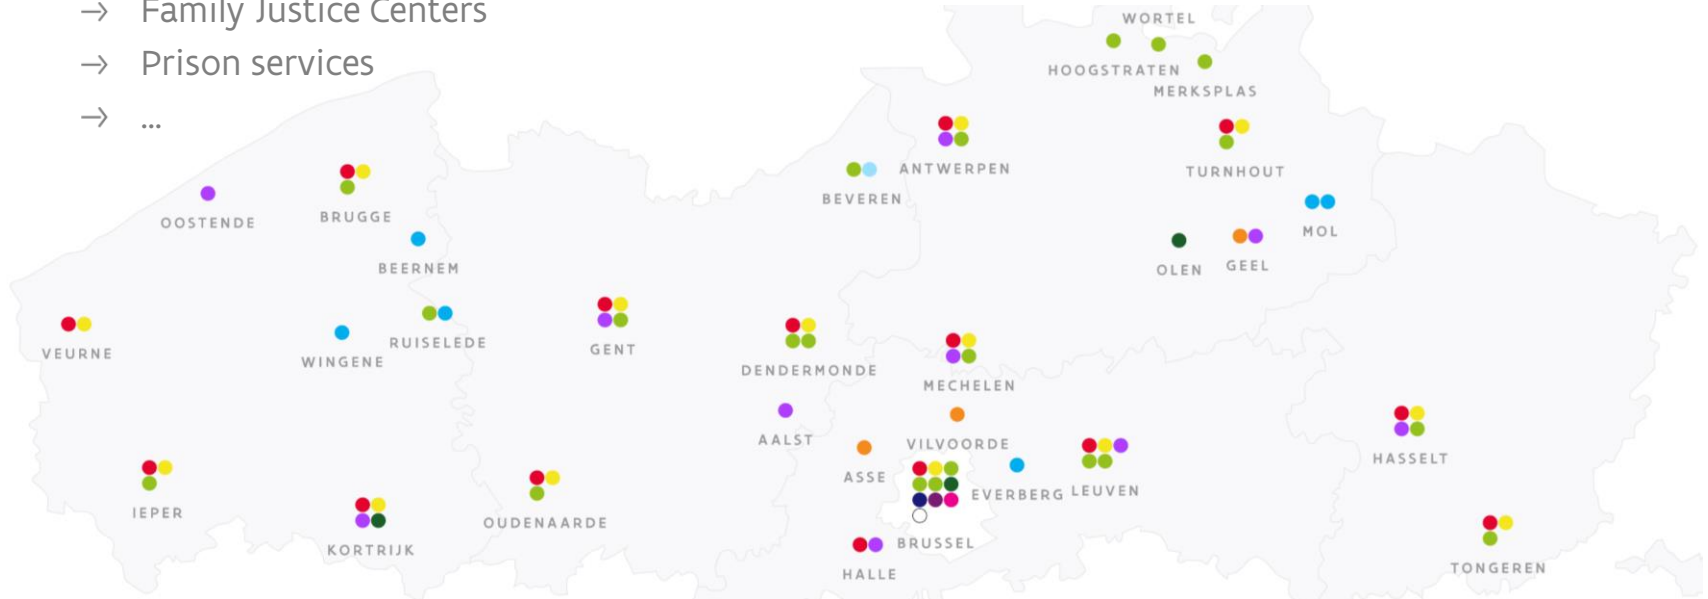 → Family Justice Centers
→ Prison services
→ ...
WORTEL
HOOGSTRATEN
MERKSPLAS
ANTWERPEN
TURNHOUT
BEVEREN
OOSTENDE
BRUGGE
MOL
BEERNEM
OLEN
GEEL
VEURNE
WINGENE
RUISELEDE
GENT
DENDERMONDE
MECHELEN
AALST
VILVOORDE
ASSE
EVERBERG
LEUVEN
HASSELT
IEPER
KORTRIJK
OUDENAARDE
BRUSSEL
HALLE
TONGEREN